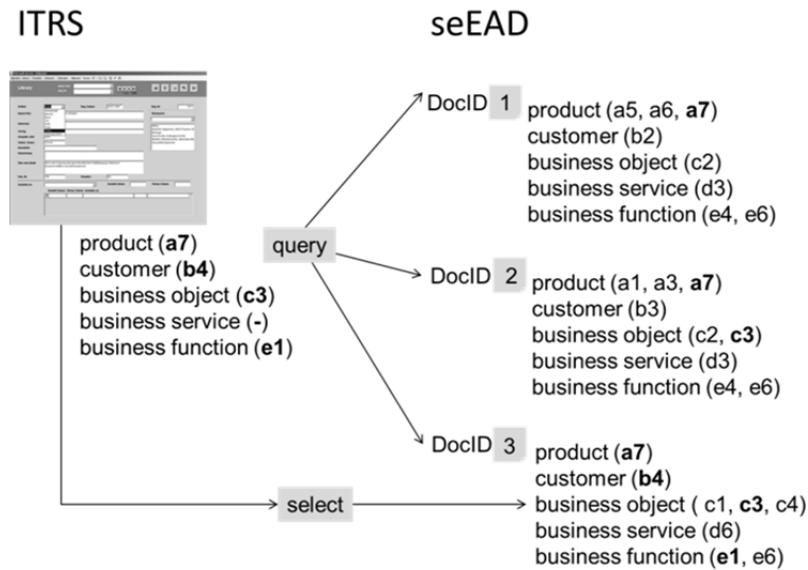 ITRS
seEAD
Library
product (a7)
customer (b4)
business object (c3)
business service (-)
business function (e1)
query
select
DocID 1
product (a5, a6, a7)
customer (b2)
business object (c2)
business service (d3)
business function (e4, e6)
DocID 2
product (a1, a3, a7)
customer (b3)
business object (c2, c3)
business service (d3)
business function (e4, e6)
DocID 3
product (a7)
customer (b4)
business object ( c1, c3, c4)
business service (d6)
business function (e1, e6)